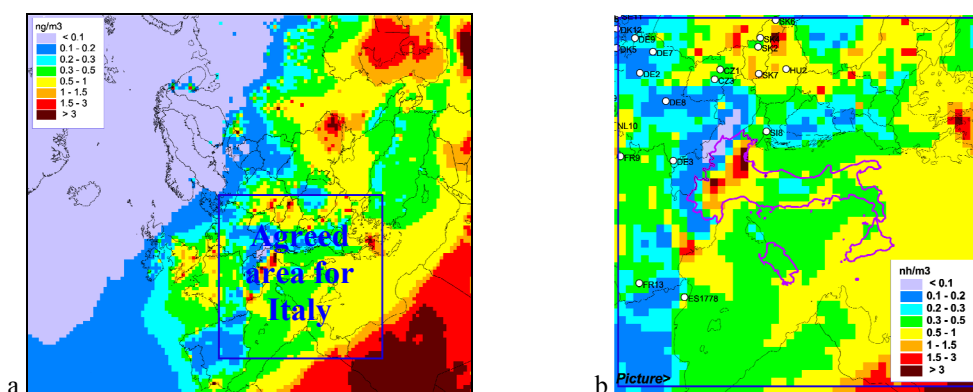 ng/m3
< 0.1
0.1 - 0.2
0.2 - 0.3
0.3 - 0.5
0.5 - 1
1 - 1.5
1.5 - 3
> 3
Agreed
area for
Italy
a
SK6
DK12
DE9
DK5
DE7
SK4
SK2
DE2
CZ1
CZ3
SK7
HU2
DE8
NL10
SI8
FR9
DE3
FR13
ES1778
nh/m3
< 0.1
0.1 - 0.2
0.2 - 0.3
0.3 - 0.5
0.5 - 1
1 - 1.5
1.5 - 3
> 3
Picture>
b